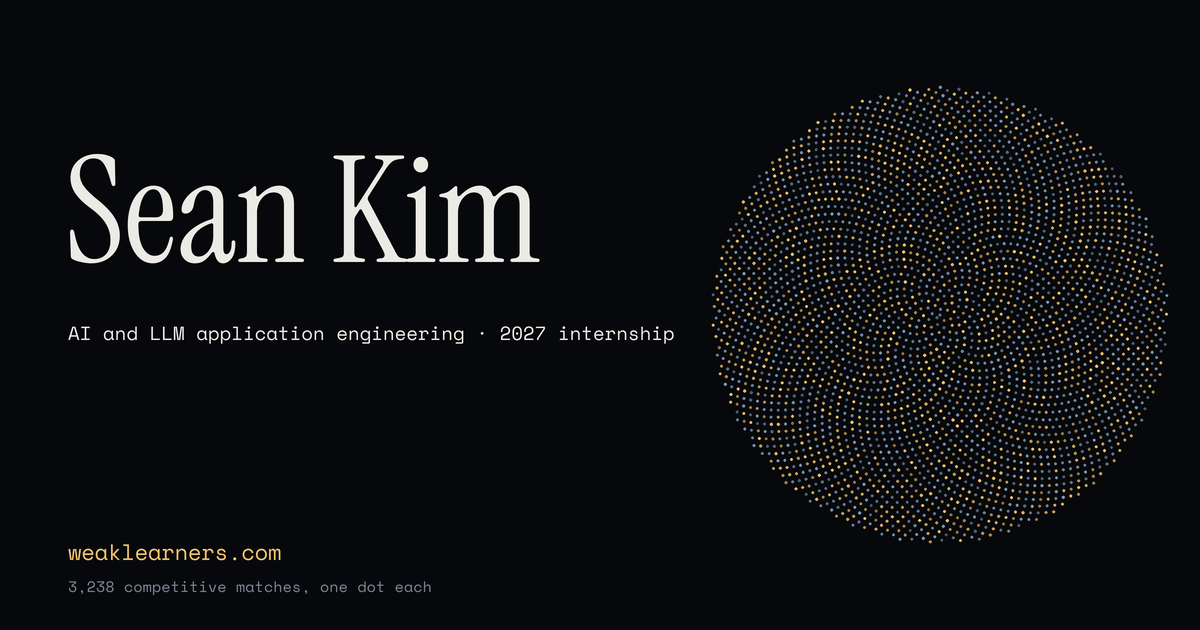 Sean Kim
AI and LLM application engineering · 2027 internship
weaklearners.com
3,238 competitive matches, one dot each